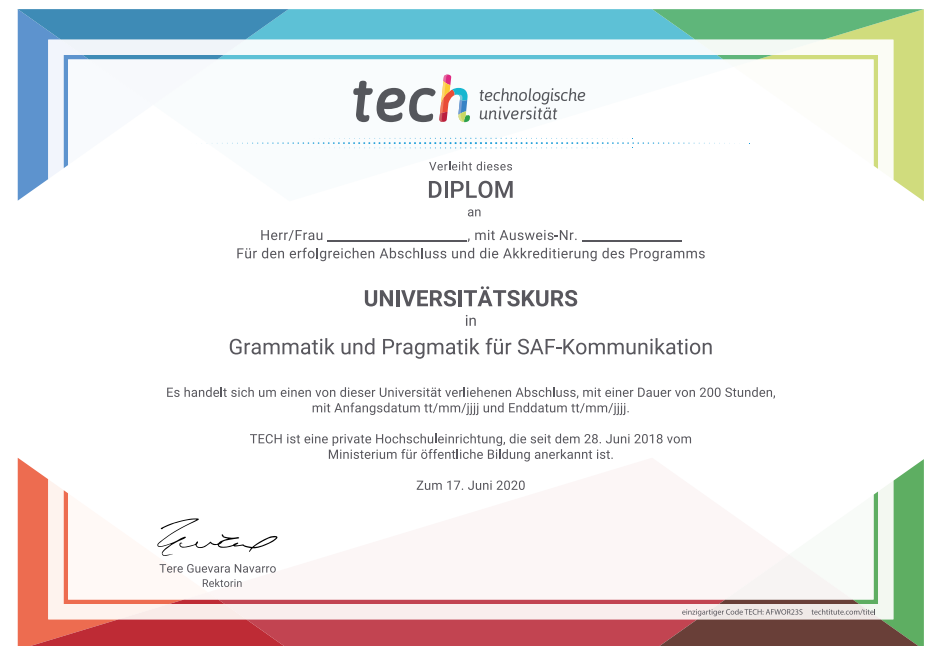 tech technologische
universität
Verleiht dieses
DIPLOM
an
Herr/Frau ____________________, mit Ausweis-Nr. ______________
Für den erfolgreichen Abschluss und die Akkreditierung des Programms
UNIVERSITÄTSKURS
in
Grammatik und Pragmatik für SAF-Kommunikation
Es handelt sich um einen von dieser Universität verliehenen Abschluss, mit einer Dauer von 200 Stunden,
mit Anfangsdatum tt/mm/jjjj und Enddatum tt/mm/jjjj.
TECH ist eine private Hochschuleinrichtung, die seit dem 28. Juni 2018 vom
Ministerium für öffentliche Bildung anerkannt ist.
Zum 17. Juni 2020
Tere Guevara Navarro
Rektorin
einzigartiger Code TECH: AFWOR23S techtitute.com/titel